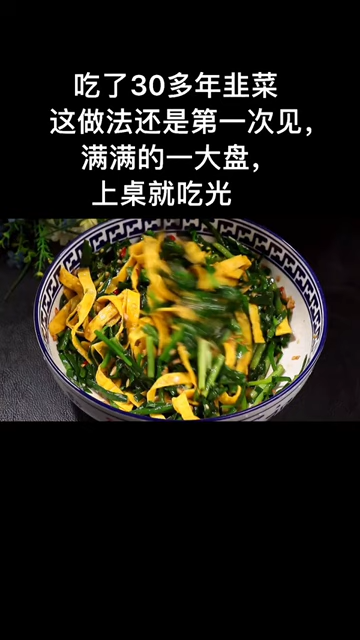 吃了30多年韭菜
这做法还是第一次见，
满满的一大盘，
上桌就吃光